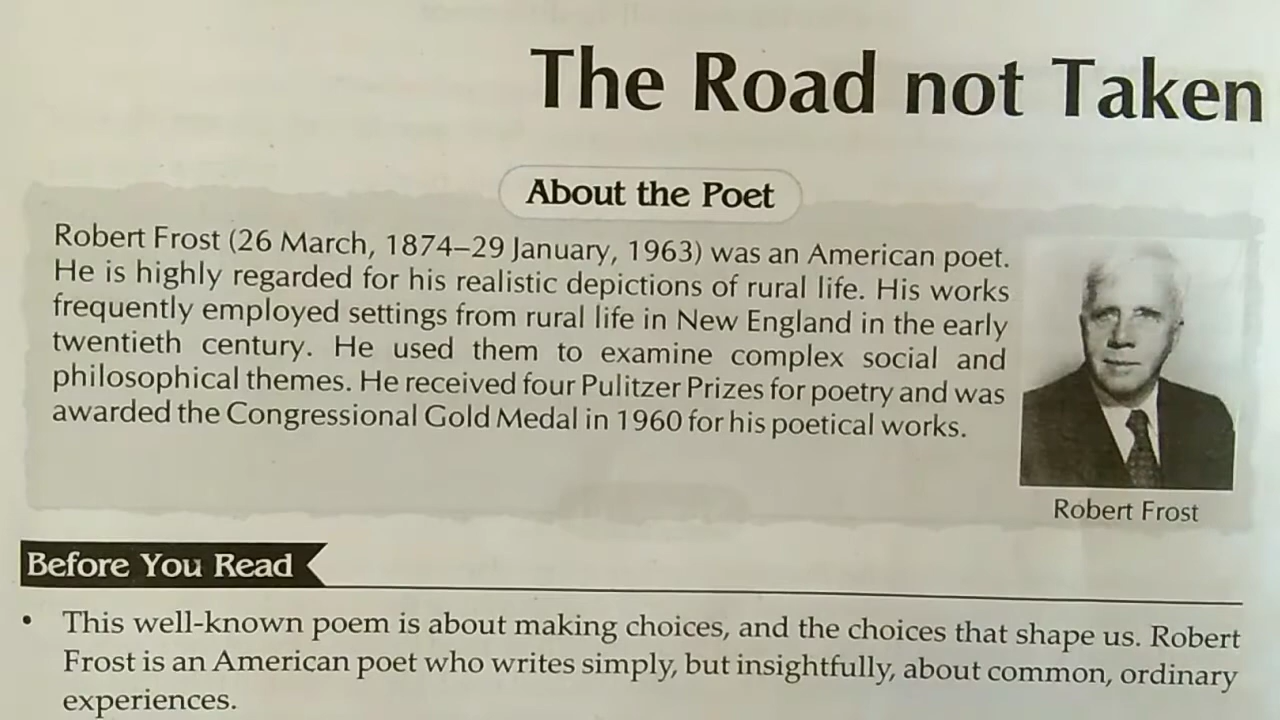 The Road not Taken
About the Poet
Robert Frost (26 March, 1874–29 January, 1963) was an American poet.
He is highly regarded for his realistic depictions of rural life. His works
frequently employed settings from rural life in New England in the early
twentieth century. He used them to examine complex social and
philosophical themes. He received four Pulitzer Prizes for poetry and was
awarded the Congressional Gold Medal in 1960 for his poetical works.
Robert Frost
Before You Read
• This well-known poem is about making choices, and the choices that shape us. Robert
Frost is an American poet who writes simply, but insightfully, about common, ordinary
experiences.